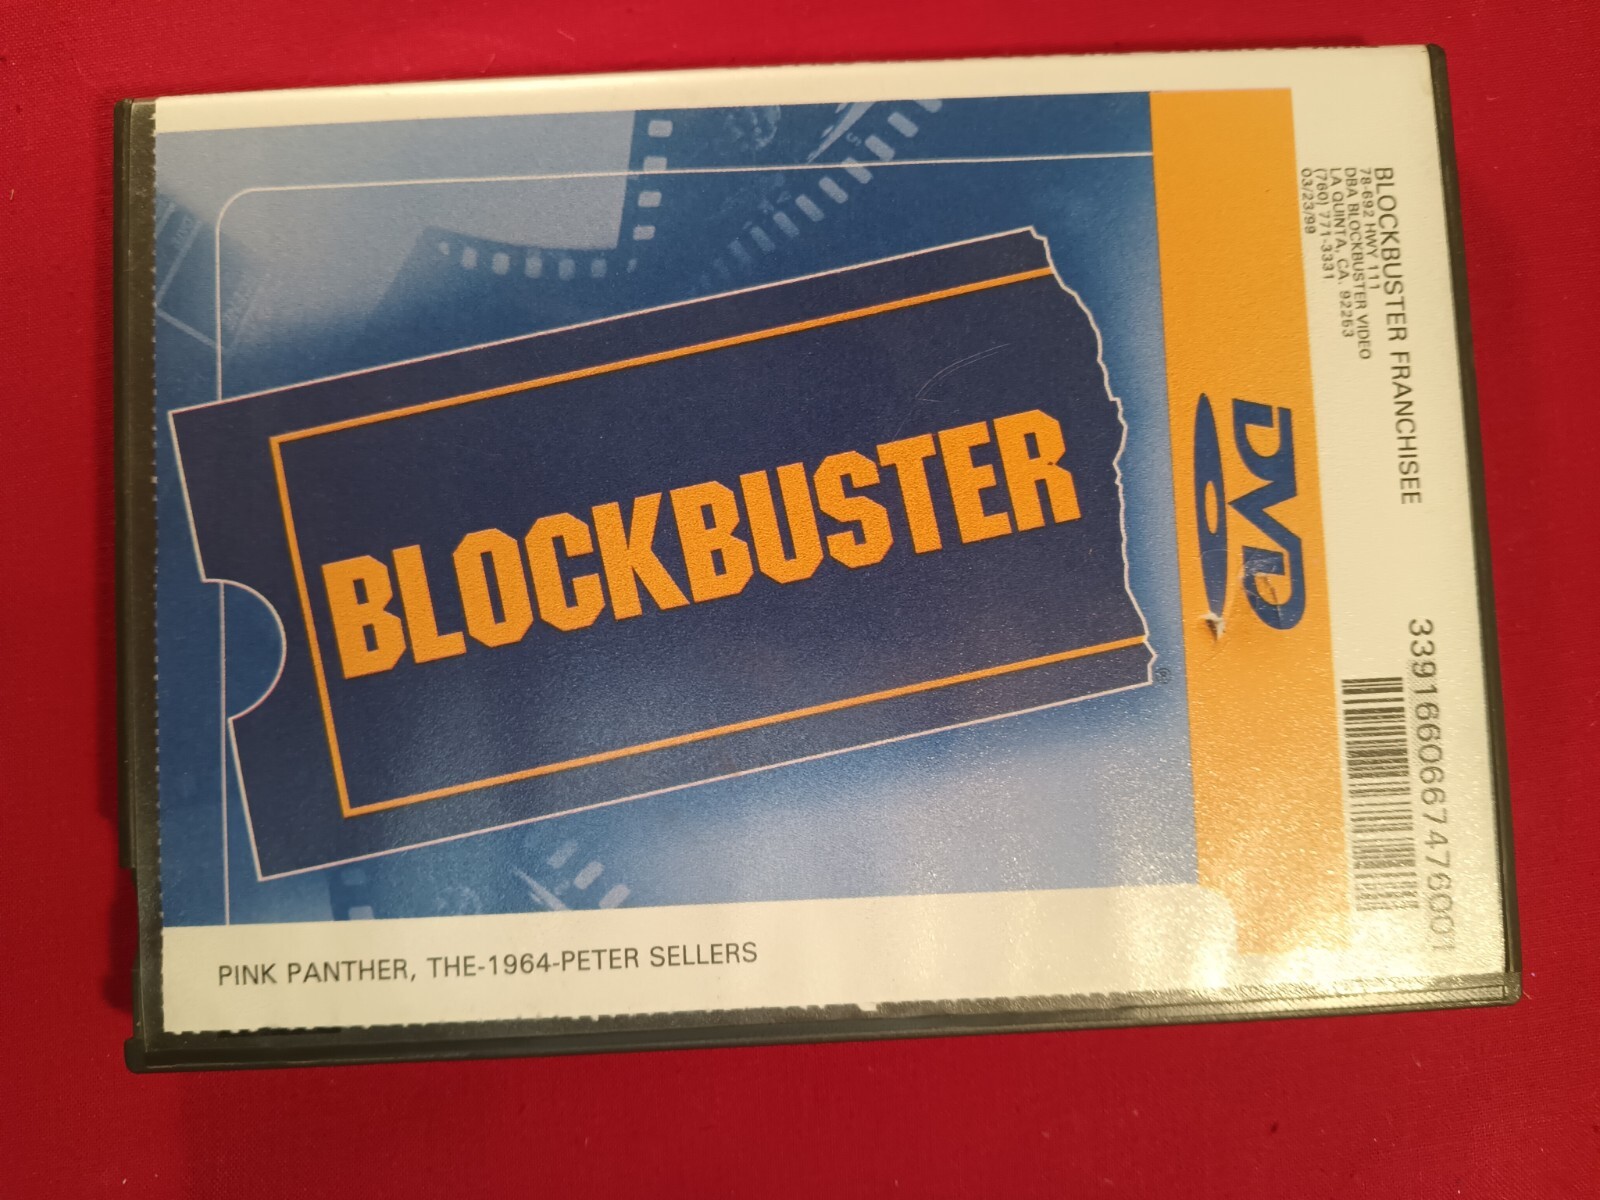 BLOCKBUSTER FRANCHISEE
78-692 HWY 111
DBA BLOCKBUSTER VIDEO
LA QUINTA, CA. 92253
(760) 771-3331
03/23/99
3391660667476001
DVD
BLOCKBUSTER
®
PINK PANTHER, THE-1964-PETER SELLERS